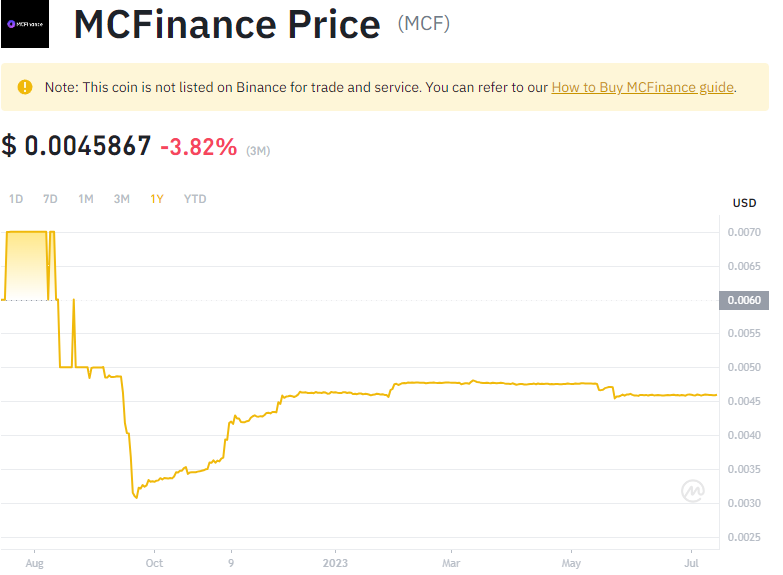 MCFinance
MCFinance Price (MCF)
Note: This coin is not listed on Binance for trade and service. You can refer to our How to Buy MCFinance guide.
$ 0.0045867 -3.82% (3M)
1D 7D 1M 3M 1Y YTD
USD
0.0070
0.0065
0.0060
0.0055
0.0050
0.0045
0.0040
0.0035
0.0030
0.0025
Aug Oct 9 2023 Mar May Jul